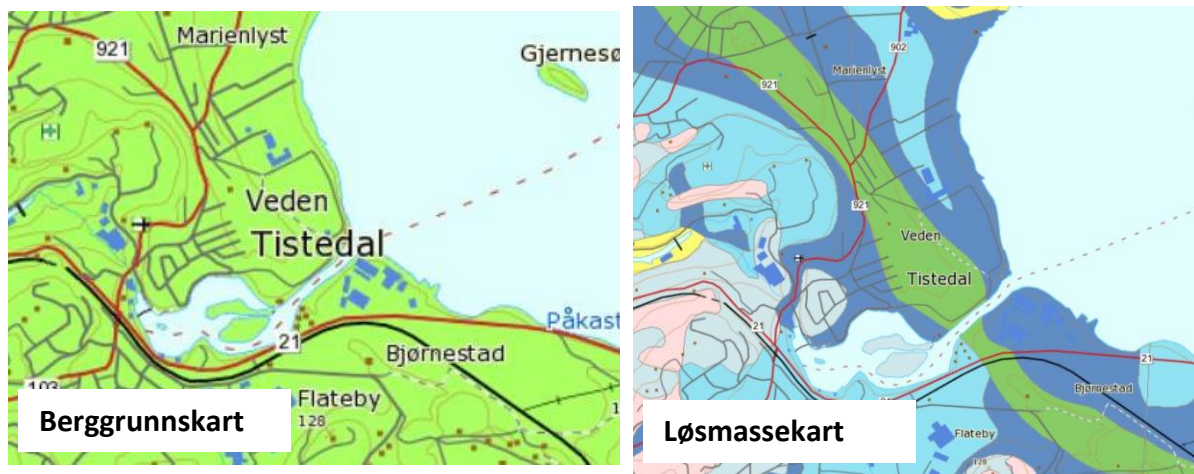 Marienlyst
921
Gjernesø
Veden
Tistedal
Påkast
21
Bjørnestad
103
Flateby
128
Berggrunnskart
902
Marienlyst
921
921
Veden
Tistedal
21
21
Bjørnestad
Flateby
128
Løsmassekart